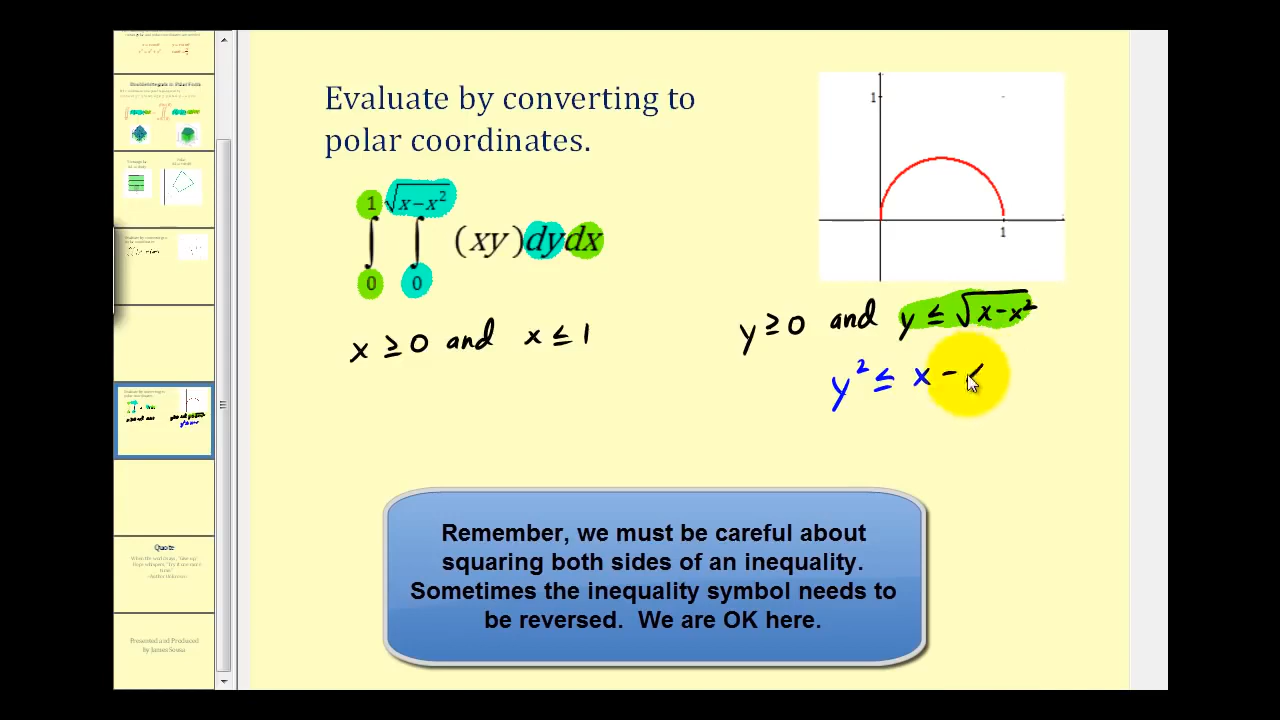 Evaluate by converting to
polar coordinates.
1 √x−x²
∫ ∫ (xy)dydx
0 0
1
1
x ≥ 0 and x ≤ 1
y ≥ 0 and y ≤ √x−x²
y² ≤ x −
Remember, we must be careful about
squaring both sides of an inequality.
Sometimes the inequality symbol needs to
be reversed. We are OK here.
Quote
Presented and Produced
by James Sousa